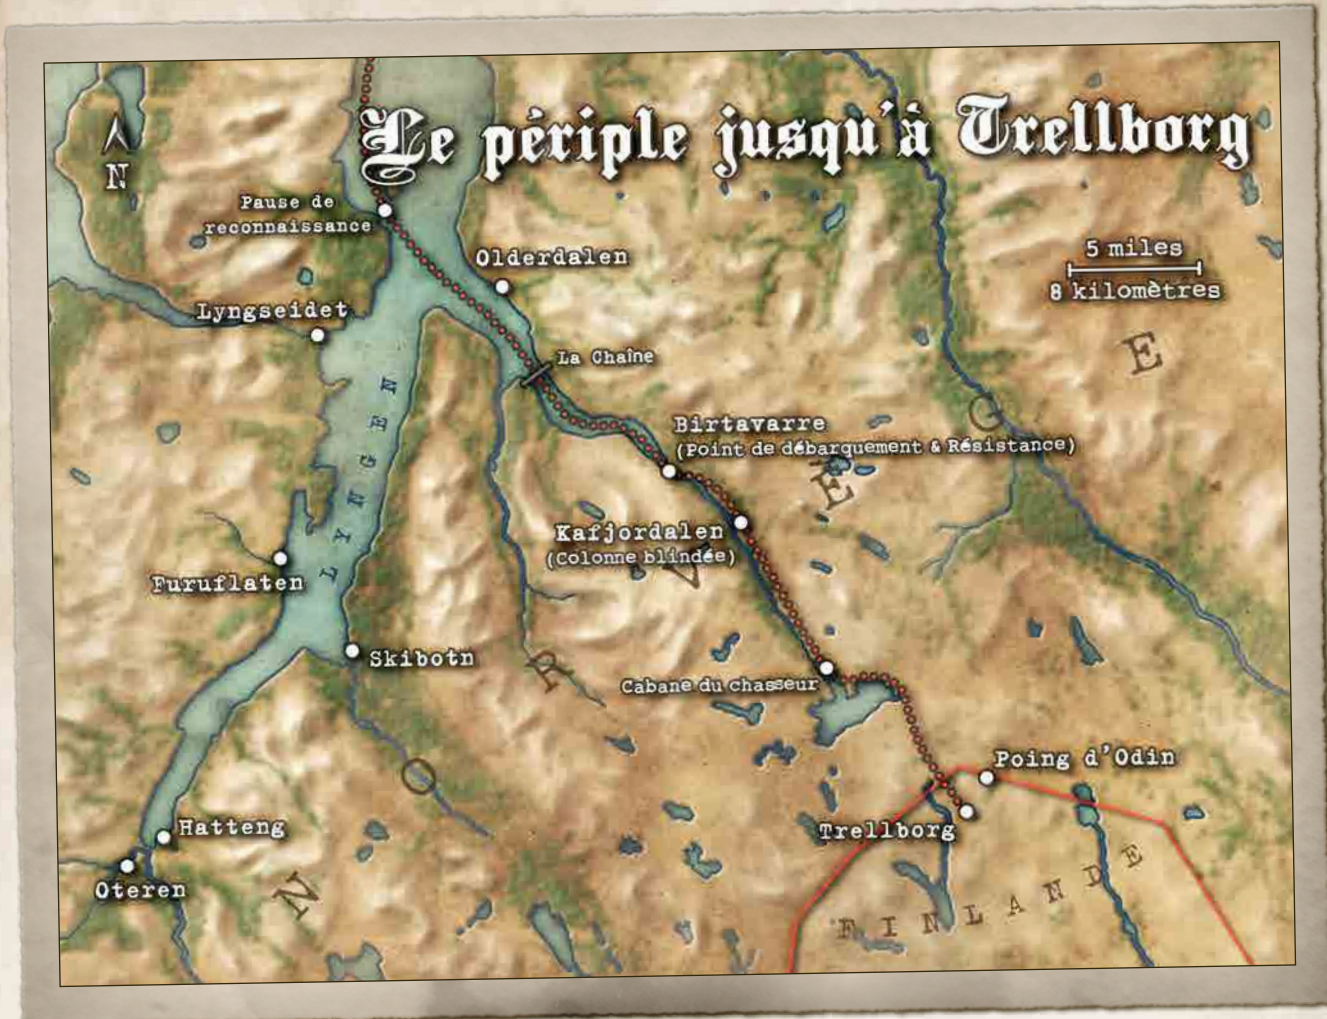 Le périple jusqu'à Trellborg
N
Pause de
reconnaissance
Olderdalen
5 miles
8 kilomètres
Lyngseidet
La Chaîne
LYNGEN
Birtavarre
(Point de débarquement & Résistance)
Kafjordalen
(Colonne blindée)
Furuflaten
Skibotn
Cabane du chasseur
Poing d'Odin
Trellborg
Hatteng
Oteren
NORVÉGE
FINLANDE